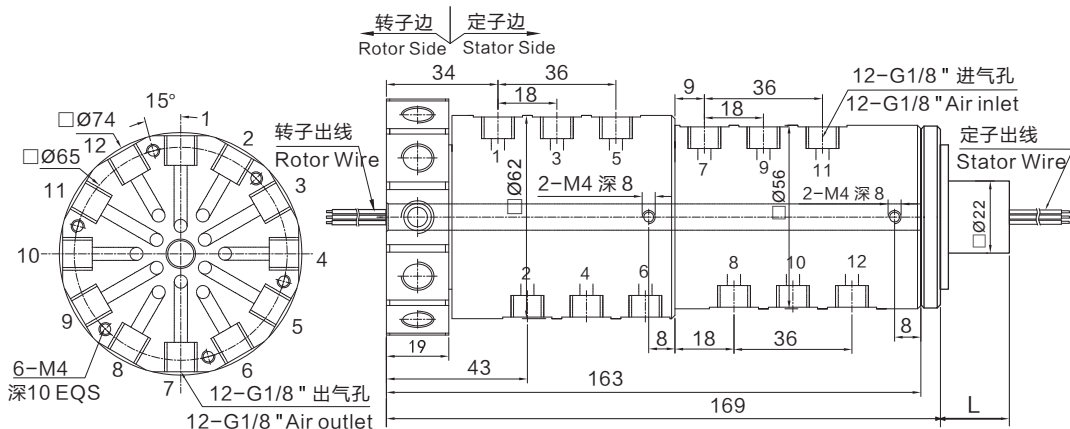 转子边 定子边
Rotor Side Stator Side
34
36
18
9
36
18
12-G1/8" 进气孔
12-G1/8" Air inlet
15°
1
□Ø74
12
2
□Ø65
11
3
10
4
9
5
8
6
7
6-M4
深10 EQS
12-G1/8" 出气孔
12-G1/8" Air outlet
转子出线
Rotor Wire
定子出线
Stator Wire
1
3
5
7
9
11
□Ø62
2-M4 深8
□Ø56
2-M4 深8
□Ø22
2
4
6
8
10
12
19
8
18
36
8
43
163
169
L